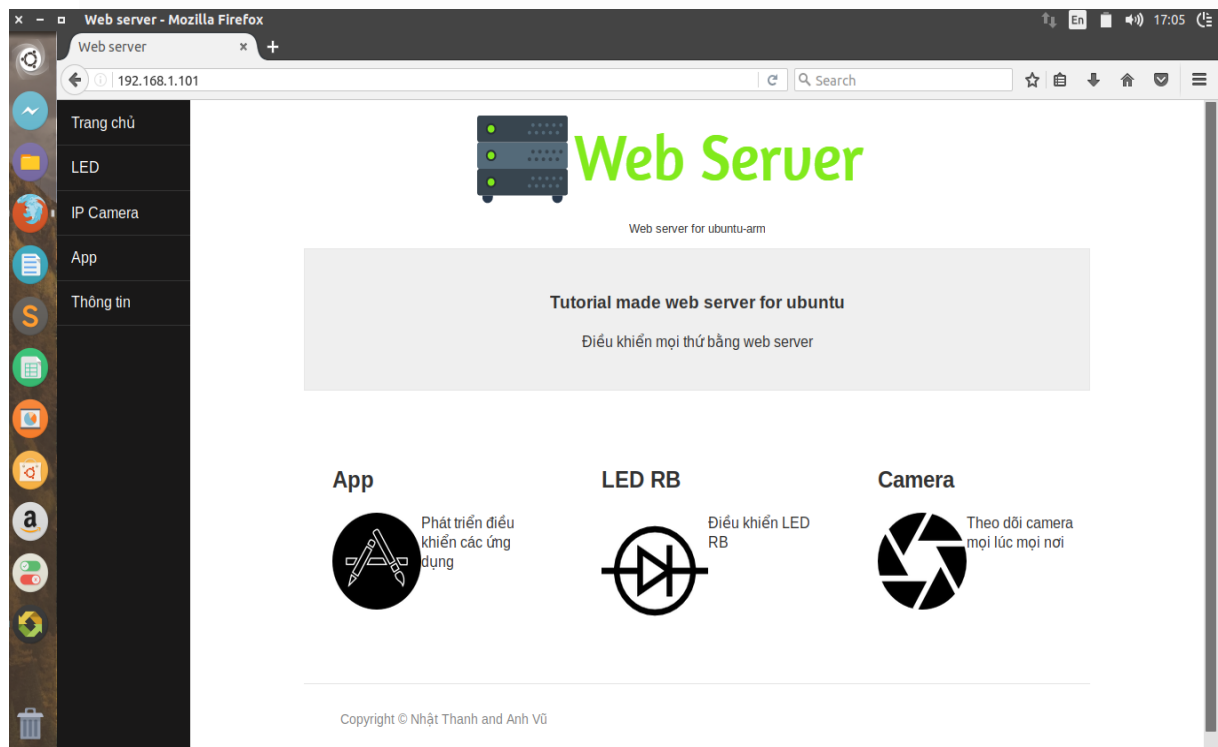 Web server - Mozilla Firefox
En
17:05
Web server
192.168.1.101
Search
Trang chủ
LED
IP Camera
App
Thông tin
Web Server
Web server for ubuntu-arm
Tutorial made web server for ubuntu
Điều khiển mọi thứ bằng web server
App
Phát triển điều
khiển các ứng
dụng
LED RB
Điều khiển LED
RB
Camera
Theo dõi camera
mọi lúc mọi nơi
Copyright © Nhật Thanh and Anh Vũ
S
a